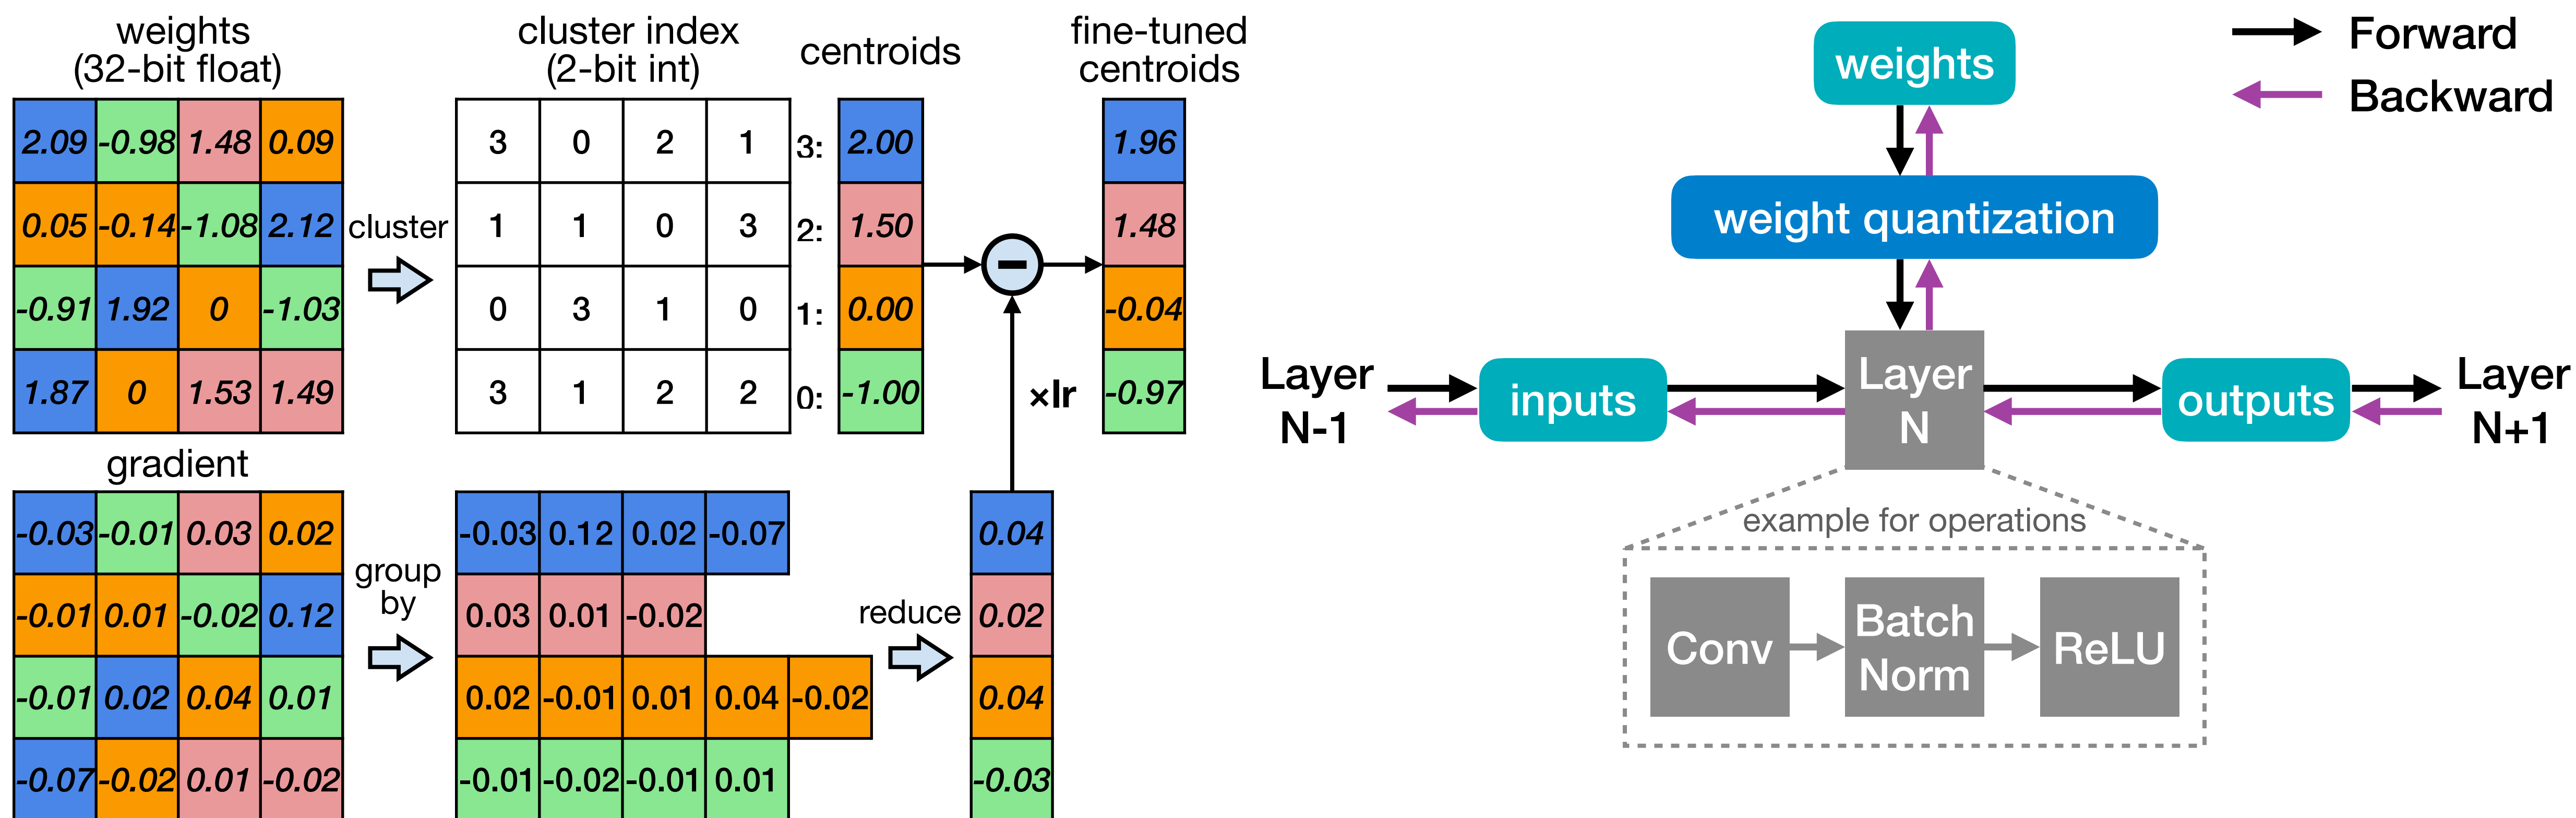 weights
(32-bit float)
cluster index
(2-bit int)
centroids
fine-tuned
centroids
2.09 -0.98 1.48 0.09
0.05 -0.14 -1.08 2.12
-0.91 1.92 0 -1.03
1.87 0 1.53 1.49
cluster
3 0 2 1
1 1 0 3
0 3 1 0
3 1 2 2
3: 2.00
2: 1.50
1: 0.00
0: -1.00
×lr
1.96
1.48
-0.04
-0.97
gradient
-0.03 -0.01 0.03 0.02
-0.01 0.01 -0.02 0.12
-0.01 0.02 0.04 0.01
-0.07 -0.02 0.01 -0.02
group
by
-0.03 0.12 0.02 -0.07
0.03 0.01 -0.02
0.02 -0.01 0.01 0.04 -0.02
-0.01 -0.02 -0.01 0.01
reduce
0.04
0.02
0.04
-0.03
Forward
Backward
weights
weight quantization
Layer
N-1
inputs
Layer
N
outputs
Layer
N+1
example for operations
Conv
Batch
Norm
ReLU